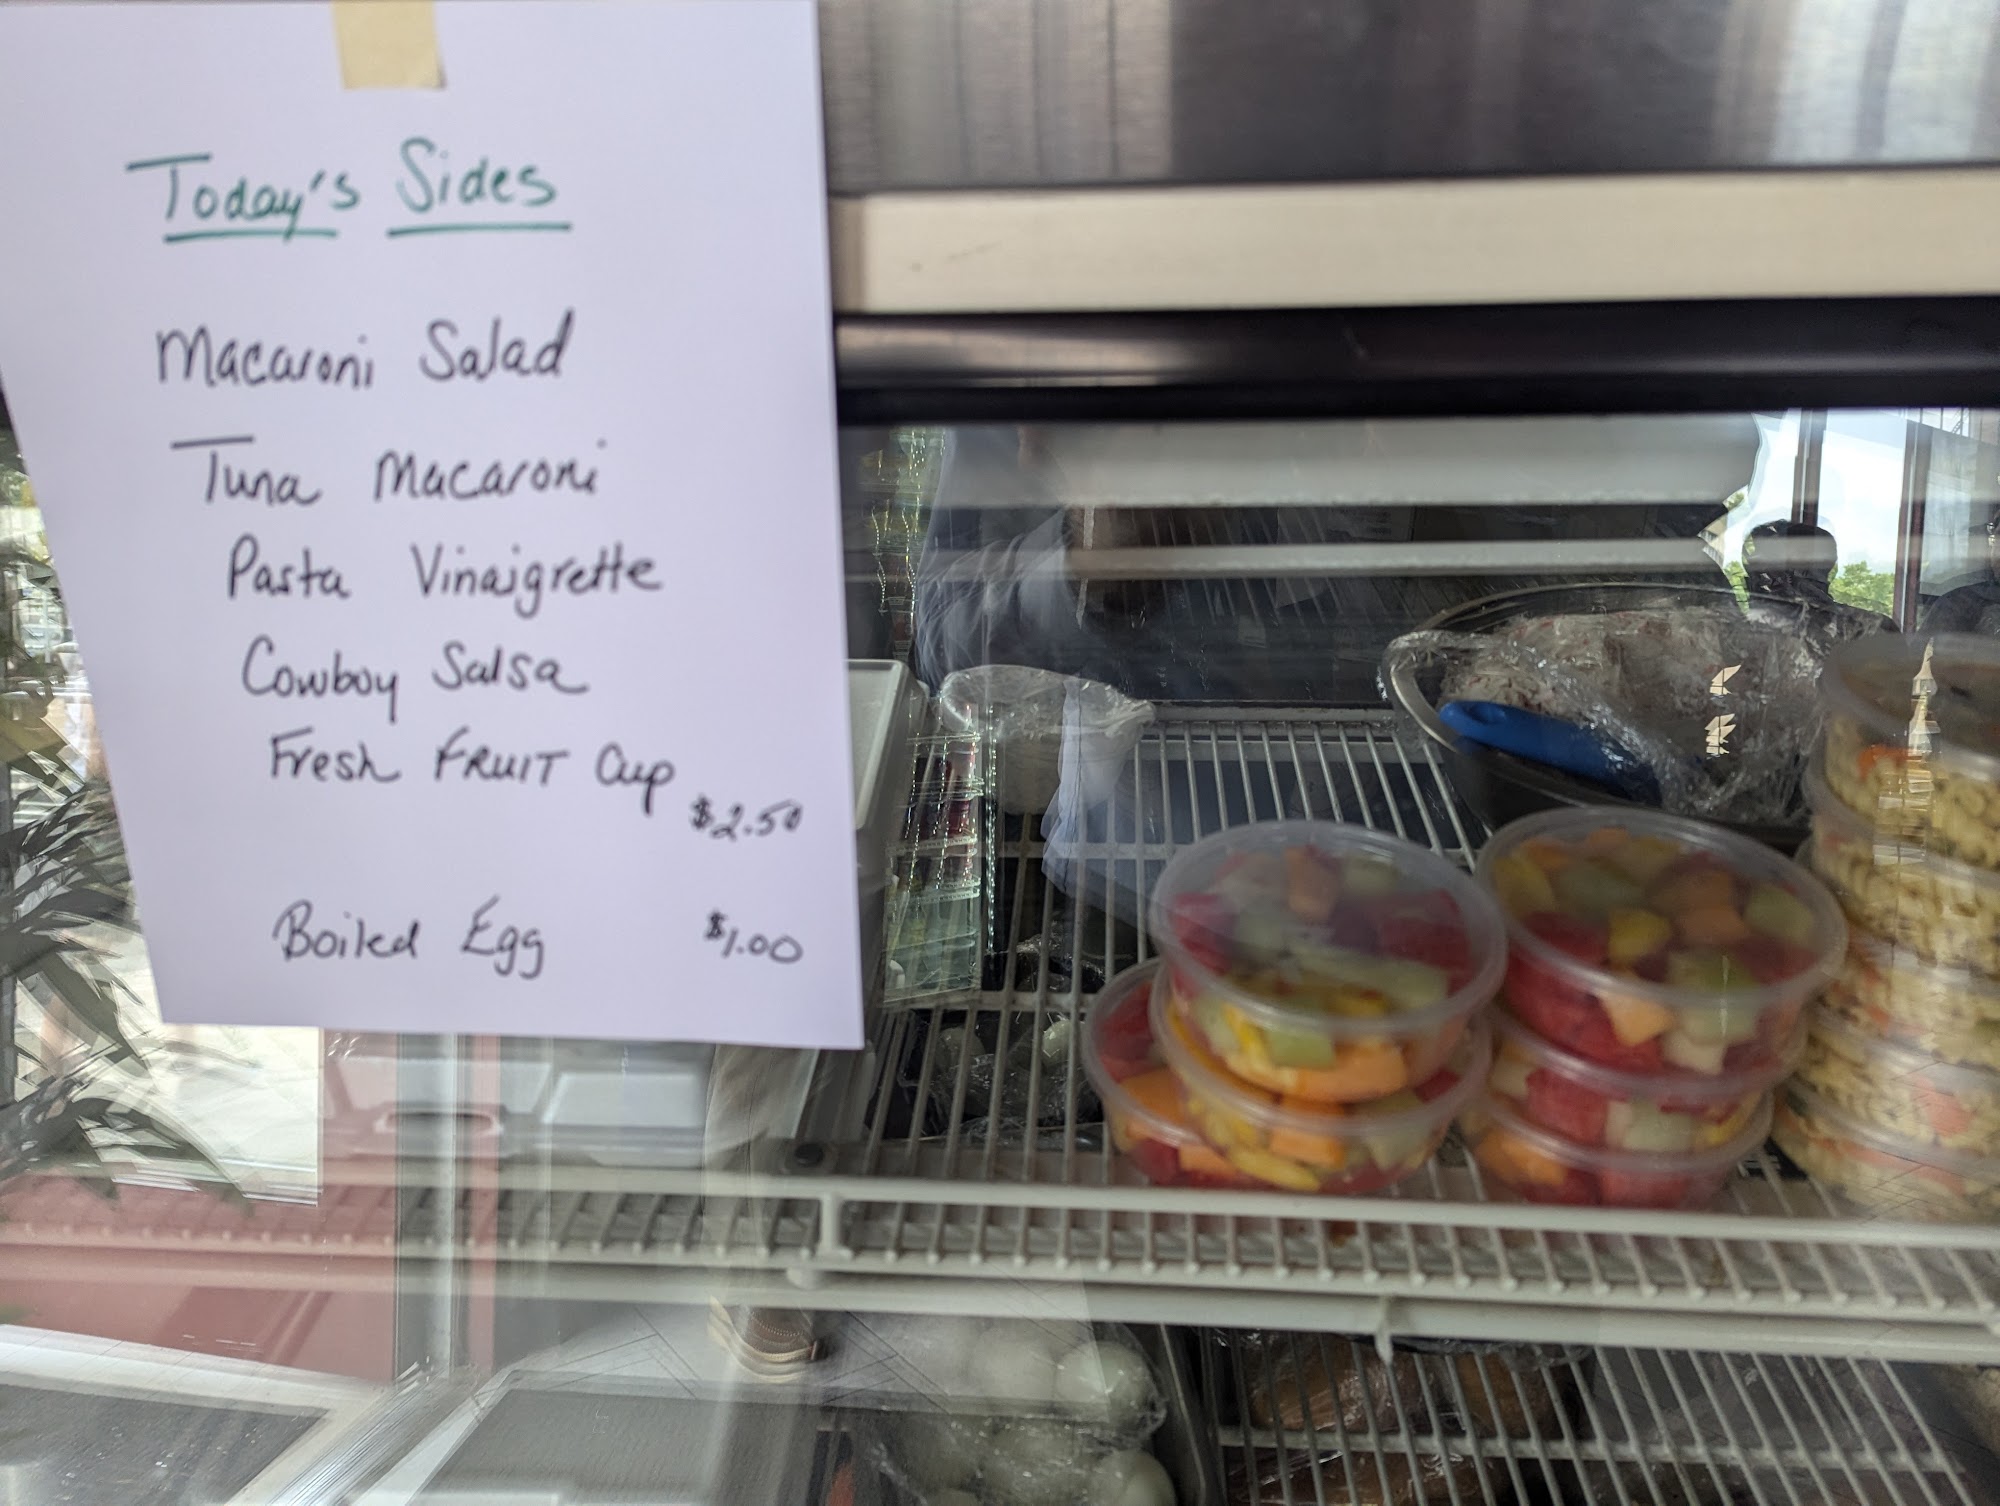 Today's Sides
Macaroni Salad
Tuna Macaroni
Pasta Vinaigrette
Cowboy Salsa
Fresh FRUIT Cup
$2.50
Boiled Egg $1.00